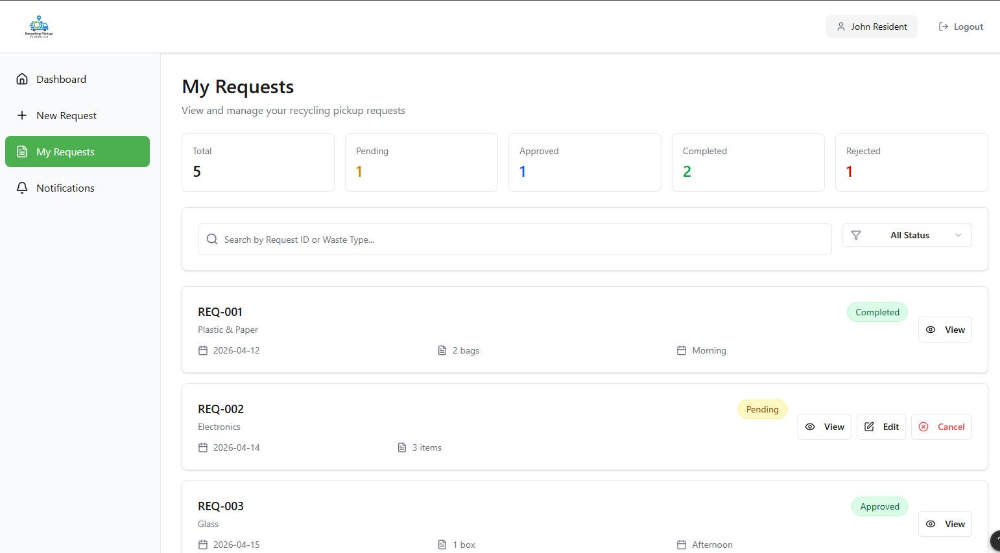 Recycling Pickup
SCHEDULER
John Resident
Logout
Dashboard
New Request
My Requests
Notifications
My Requests
View and manage your recycling pickup requests
Total
5
Pending
1
Approved
1
Completed
2
Rejected
1
Search by Request ID or Waste Type...
All Status
REQ-001
Completed
Plastic & Paper
View
2026-04-12
2 bags
Morning
REQ-002
Pending
Electronics
View
Edit
Cancel
2026-04-14
3 items
REQ-003
Approved
Glass
View
2026-04-15
1 box
Afternoon